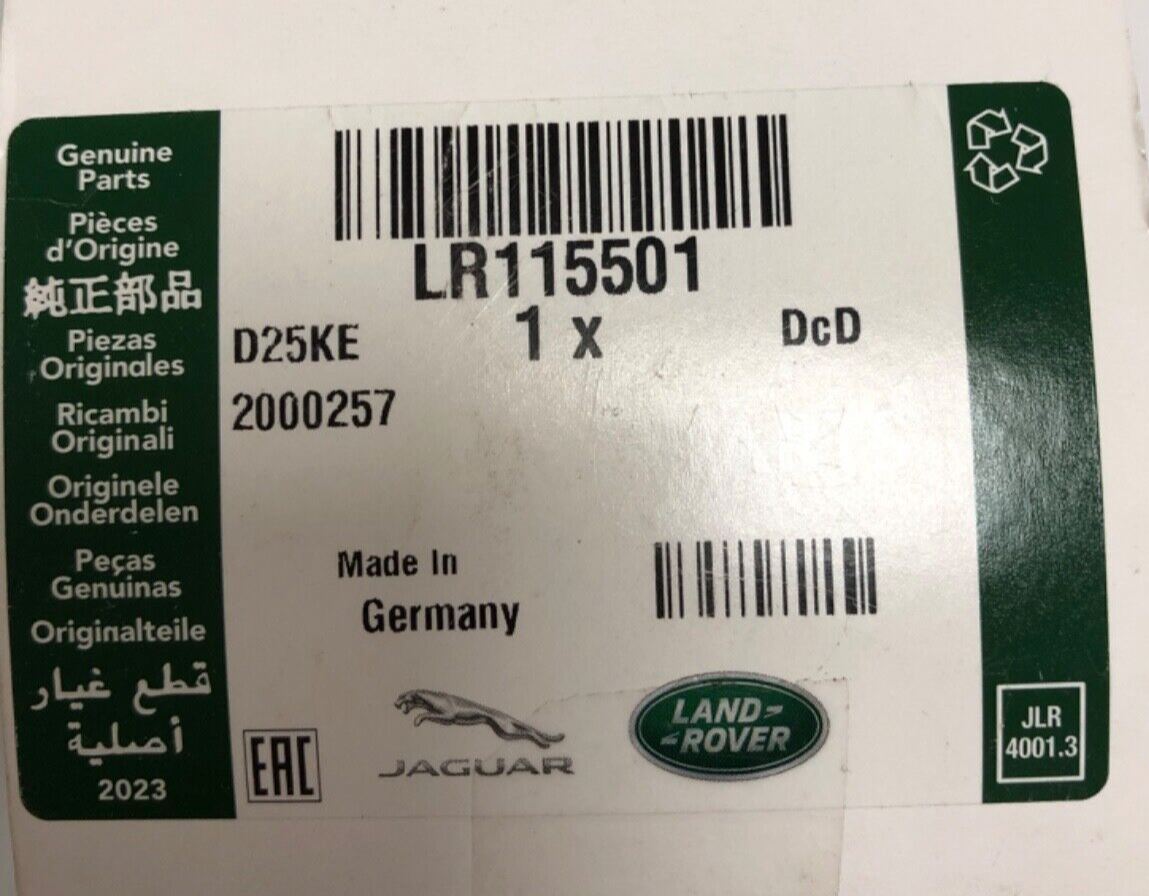 Genuine
Parts
Pièces
d'Origine
純正部品
Piezas
Originales
Ricambi
Originali
Originele
Onderdelen
Peças
Genuinas
Originalteile
قطع غيار
أصلية
2023
LR115501
D25KE
1 x
DcD
2000257
Made In
Germany
EAC
JAGUAR
LAND
ROVER
JLR
4001.3